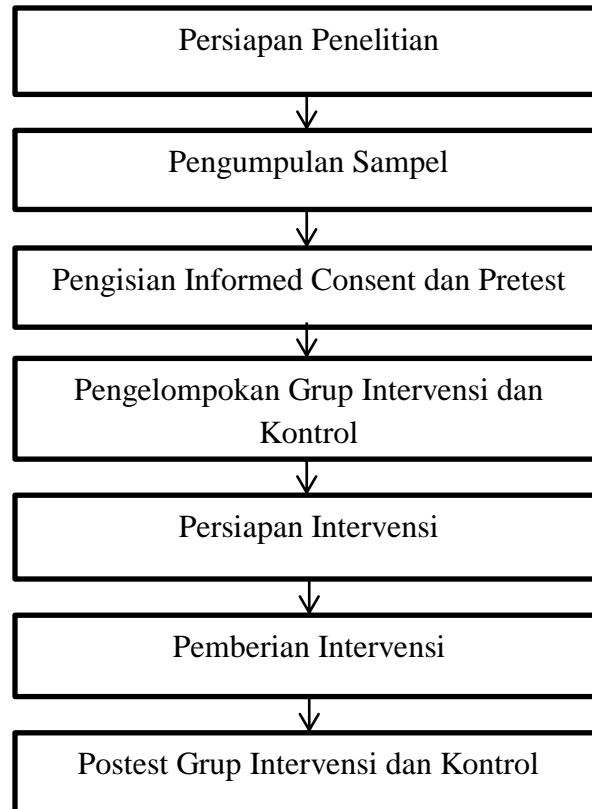 Persiapan Penelitian
Pengumpulan Sampel
Pengisian Informed Consent dan Pretest
Pengelompokan Grup Intervensi dan
Kontrol
Persiapan Intervensi
Pemberian Intervensi
Postest Grup Intervensi dan Kontrol